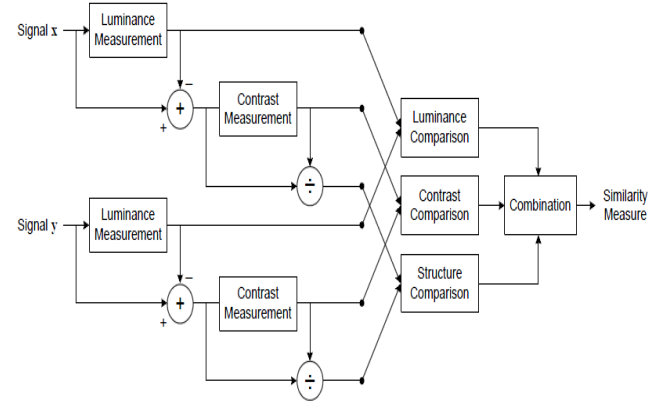 Signal x
Luminance
Measurement
−
+
+
Contrast
Measurement
÷
Luminance
Comparison
Signal y
Luminance
Measurement
Contrast
Comparison
Combination
Similarity
Measure
−
+
+
Contrast
Measurement
Structure
Comparison
÷